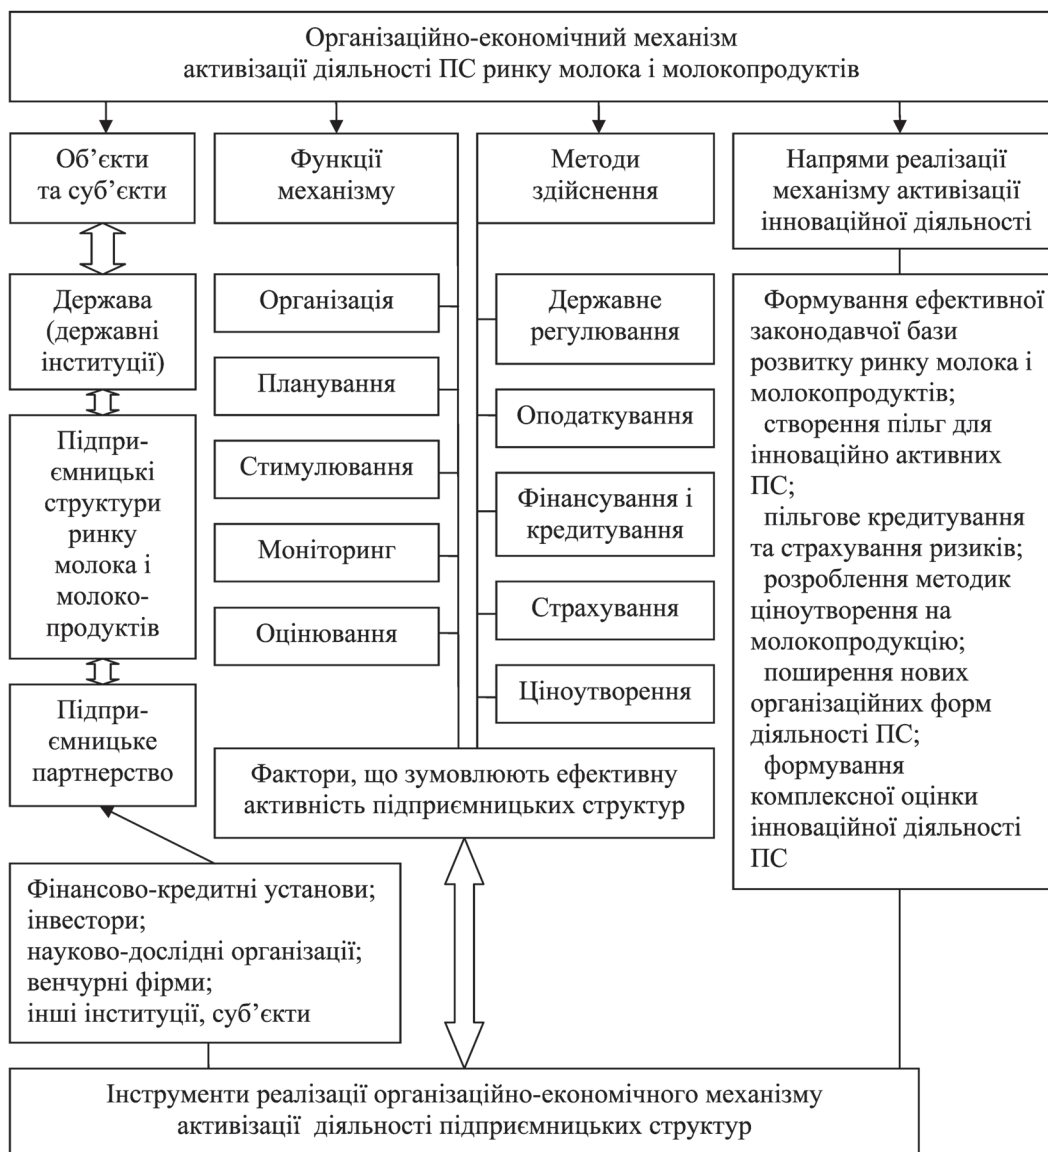 Організаційно-економічний механізм
активізації діяльності ПС ринку молока і молокопродуктів
Об’єкти
та суб’єкти
Функції
механізму
Методи
здійснення
Напрями реалізації
механізму активізації
інноваційної діяльності
Держава
(державні
інституції)
Підпри-
ємницькі
структури
ринку
молока і
молоко-
продуктів
Підпри-
ємницьке
партнерство
Фінансово-кредитні установи;
інвестори;
науково-дослідні організації;
венчурні фірми;
інші інституції, суб’єкти
Організація
Планування
Стимулювання
Моніторинг
Оцінювання
Державне
регулювання
Оподаткування
Фінансування і
кредитування
Страхування
Ціноутворення
Фактори, що зумовлюють ефективну
активність підприємницьких структур
Формування ефективної
законодавчої бази
розвитку ринку молока і
молокопродуктів;
створення пільг для
інноваційно активних
ПС;
пільгове кредитування
та страхування ризиків;
розроблення методик
ціноутворення на
молокопродукцію;
поширення нових
організаційних форм
діяльності ПС;
формування
комплексної оцінки
інноваційної діяльності
ПС
Інструменти реалізації організаційно-економічного механізму
активізації діяльності підприємницьких структур